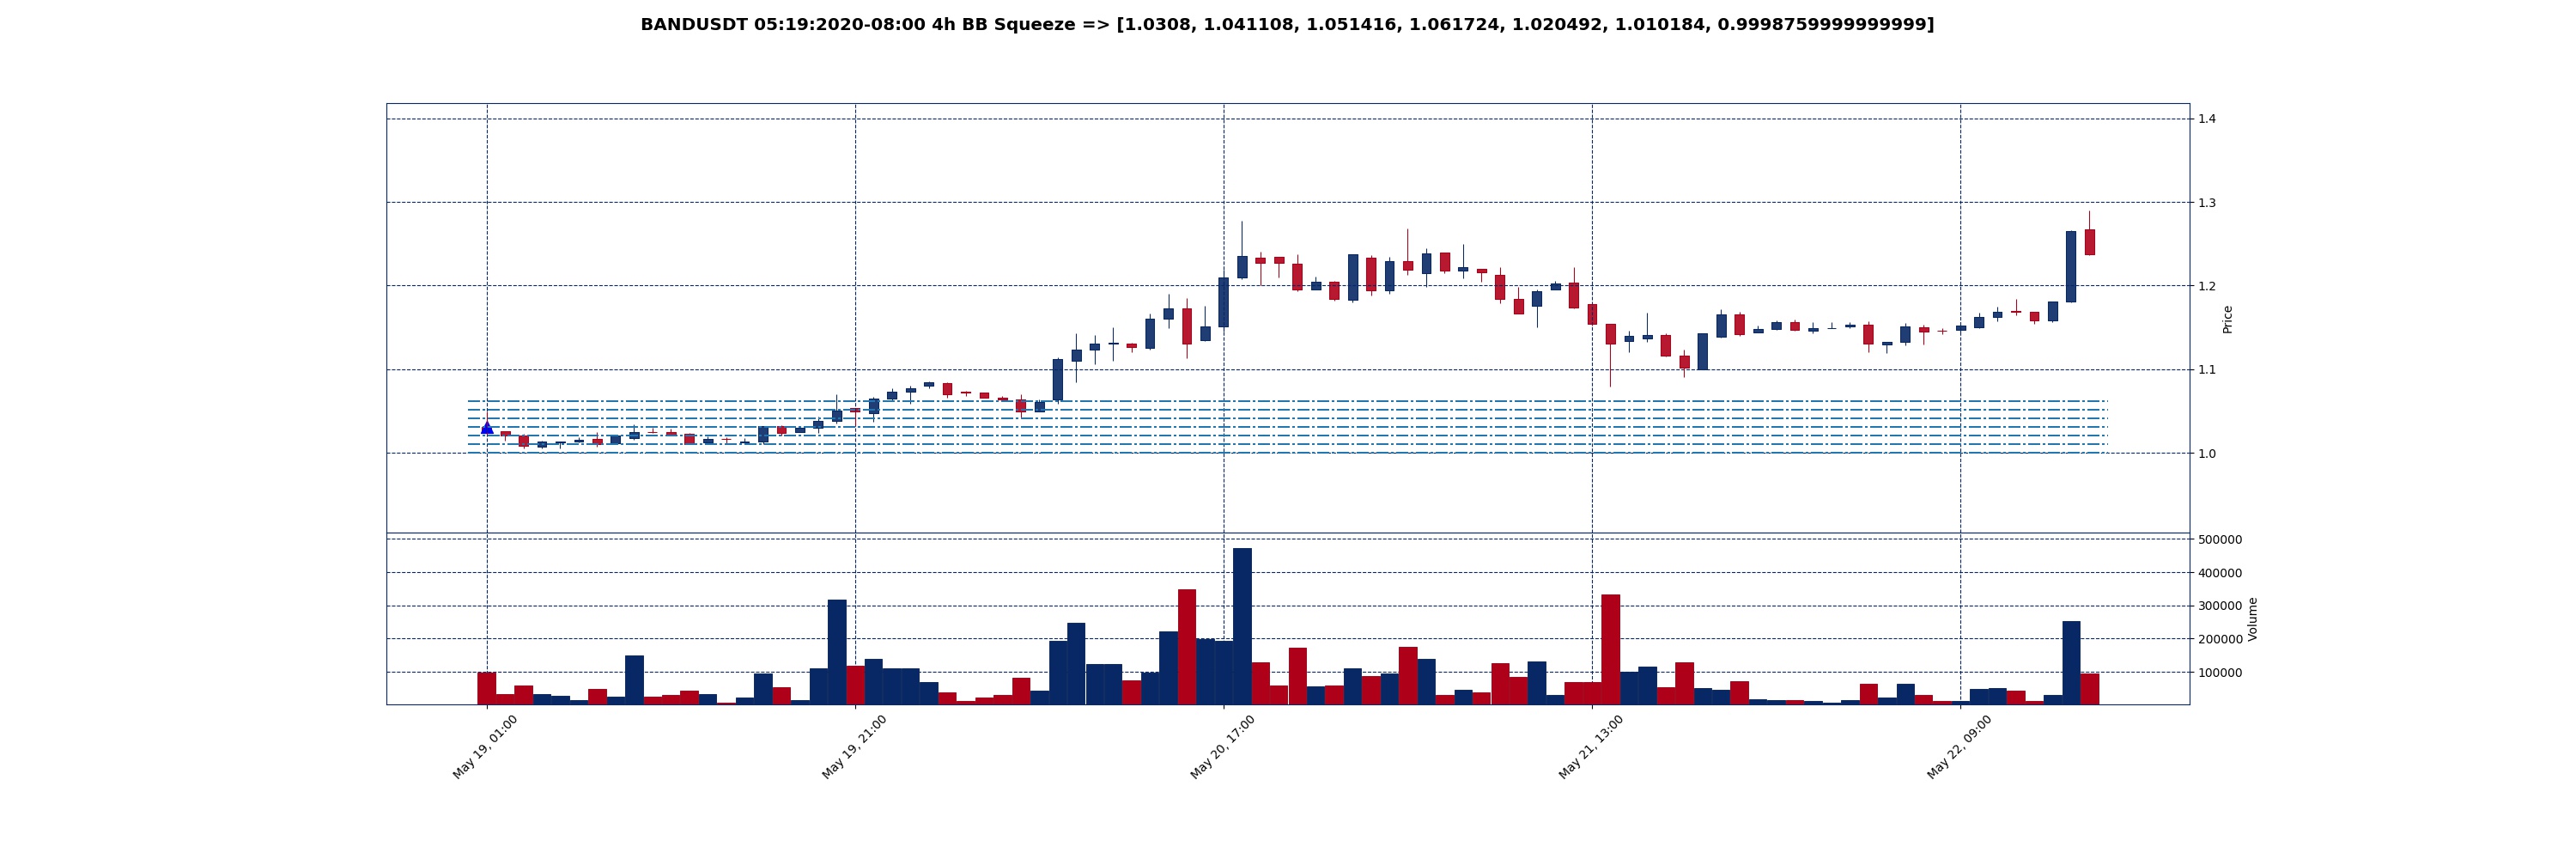 BANDUSDT 05:19:2020-08:00 4h BB Squeeze => [1.0308, 1.041108, 1.051416, 1.061724, 1.020492, 1.010184, 0.9998759999999999]
1.4
1.3
1.2
Price
1.1
1.0
500000
400000
300000
Volume
200000
100000
May 19, 01:00
May 19, 21:00
May 20, 17:00
May 21, 13:00
May 22, 09:00